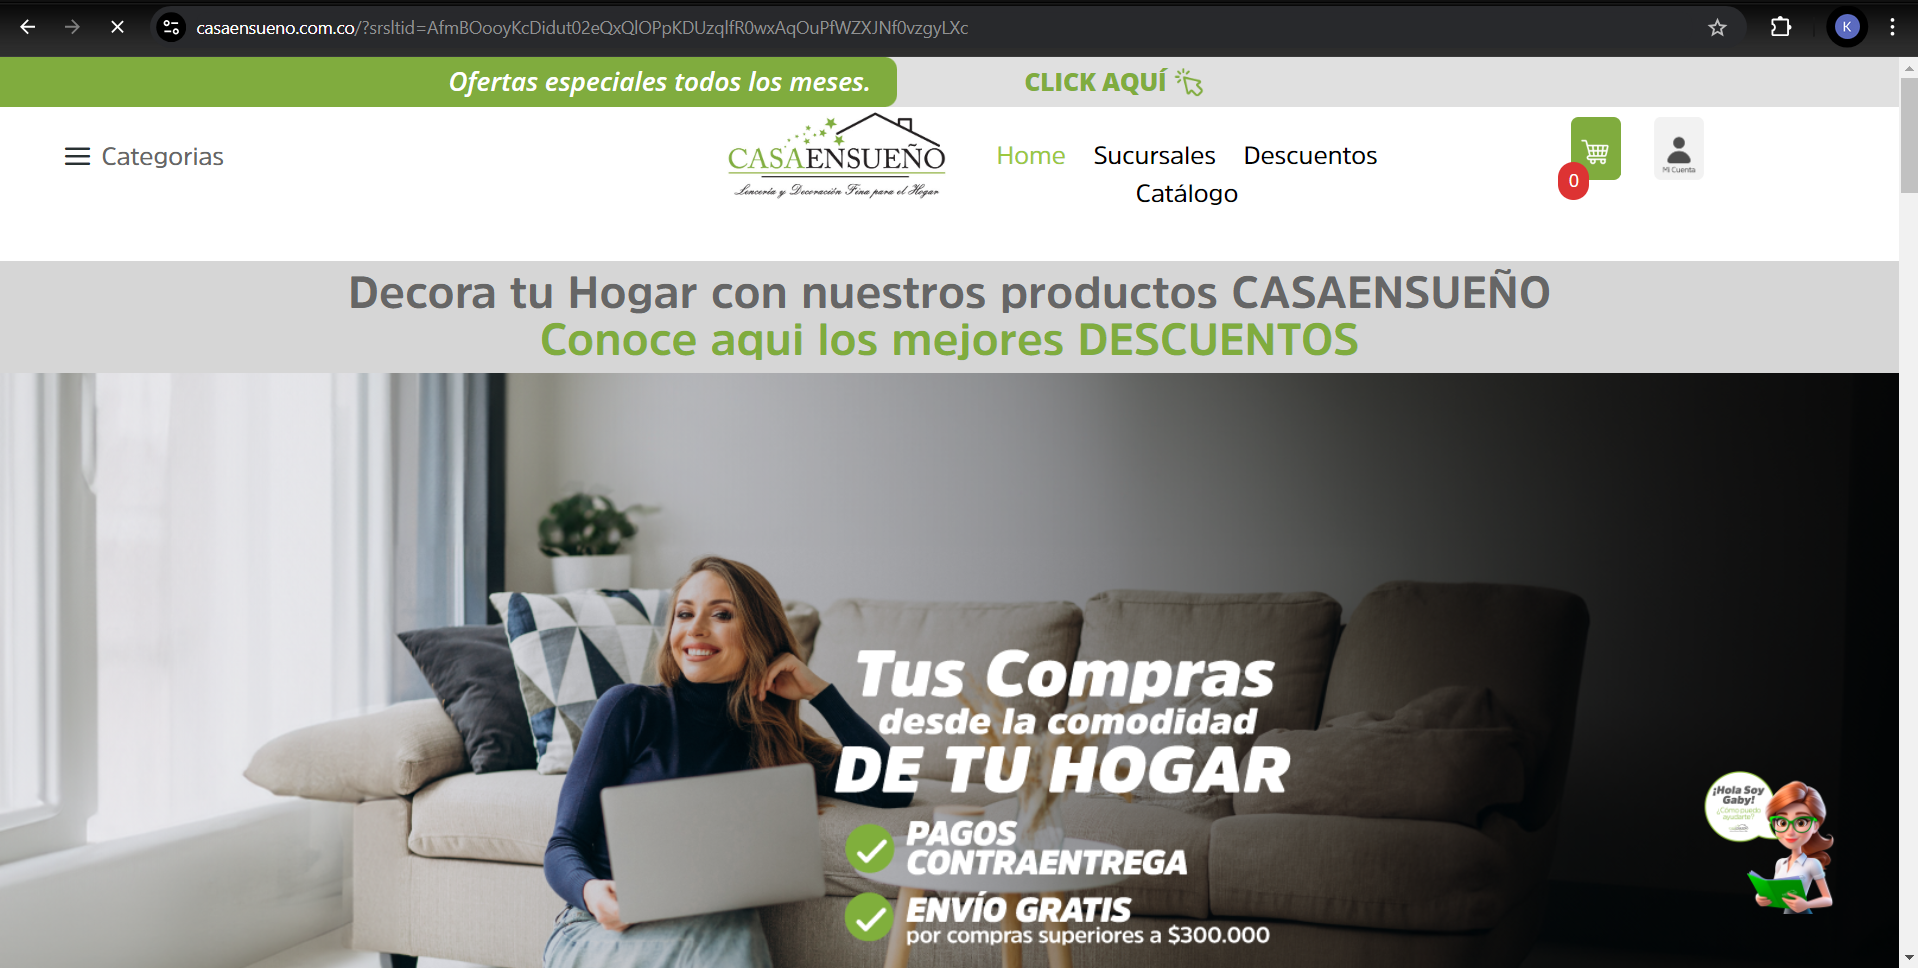 casaensueno.com.co/?srsltid=AfmBOooyKcDidut02eQxQlOPpKDUzqlfR0wxAqOuPfWZXJNf0vzgyLXc
K
Ofertas especiales todos los meses.
CLICK AQUÍ
Categorias
CASAENSUEÑO
Lincería y Decoración Fina para el Hogar
Home
Sucursales
Descuentos
Catálogo
0
Mi Cuenta
Decora tu Hogar con nuestros productos CASAENSUEÑO
Conoce aqui los mejores DESCUENTOS
Tus Compras
desde la comodidad
DE TU HOGAR
PAGOS
CONTRAENTREGA
ENVÍO GRATIS
por compras superiores a $300.000
¡Hola Soy
Gaby!
¿Cómo puedo
ayudarte?